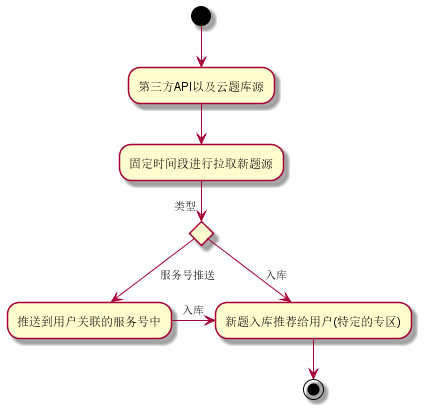 第三方API以及云题库源
固定时间段进行拉取新题源
类型
服务号推送
入库
推送到用户关联的服务号中
入库
新题入库推荐给用户(特定的专区)